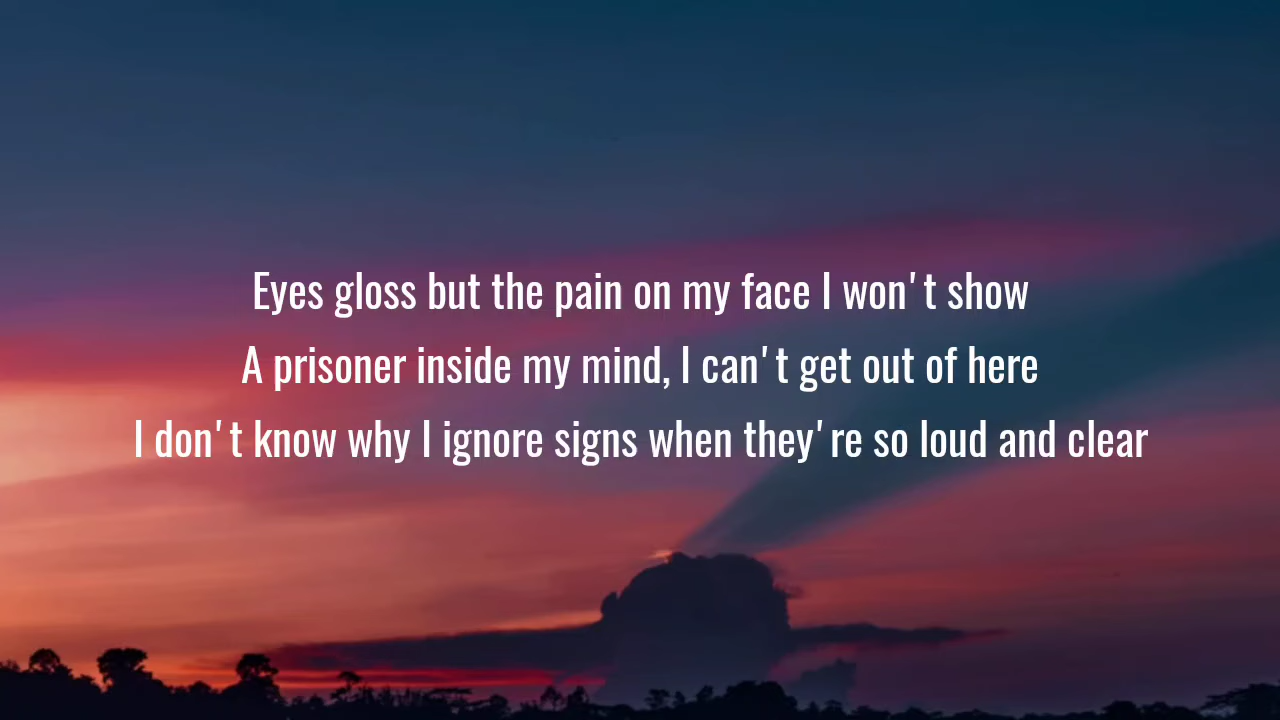 Eyes gloss but the pain on my face I won't show
A prisoner inside my mind, I can't get out of here
I don't know why I ignore signs when they're so loud and clear